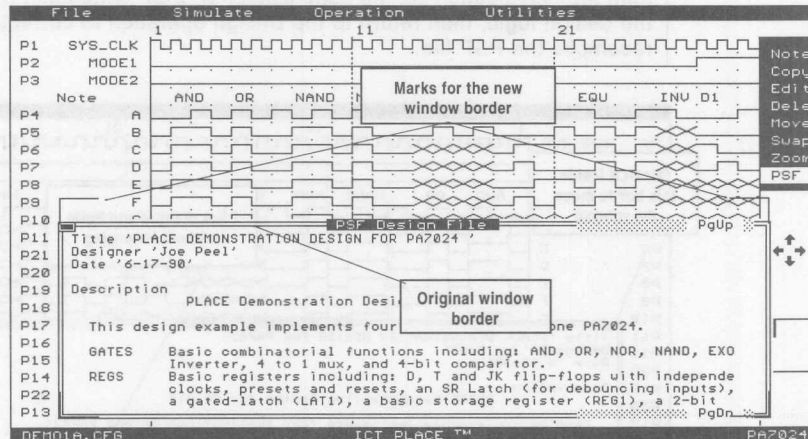 File Simulate Operation Utilities
1 11 21
P1 SYS_CLK
P2 MODE1
P3 MODE2
Note AND OR NAND EQU INV D1
P4 A
P5 B
P6 C
P7 D
P8 E
P9 F
P10
P11
P21
P20
P19
P18
P17
P16
P15
P14
P22
P13
Note
Copy
Edit
Dele
Move
Swap
Zoom
PSF
Marks for the new
window border
PSF Design File PgUp
Title 'PLACE DEMONSTRATION DESIGN FOR PA7024 '
Designer 'Joe Peel'
Date '6-17-90'
Description
PLACE Demonstration Desi
Original window
border
This design example implements four one PA7024.
GATES Basic combinatorial functions including: AND, OR, NOR, NAND, EXO
Inverter, 4 to 1 mux, and 4-bit comparitor.
REGS Basic registers including: D, T and JK flip-flops with independe
clocks, presets and resets, an SR latch (for debouncing inputs),
a gated-latch (LAT1), a basic storage register (REG1), a 2-bit
PgDn
DEMO1A.CFG ICT PLACE ™ PA7024